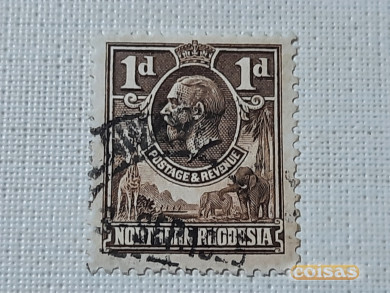 1d 1d
POSTAGE & REVENUE
NORTHERN RHODESIA
coisas